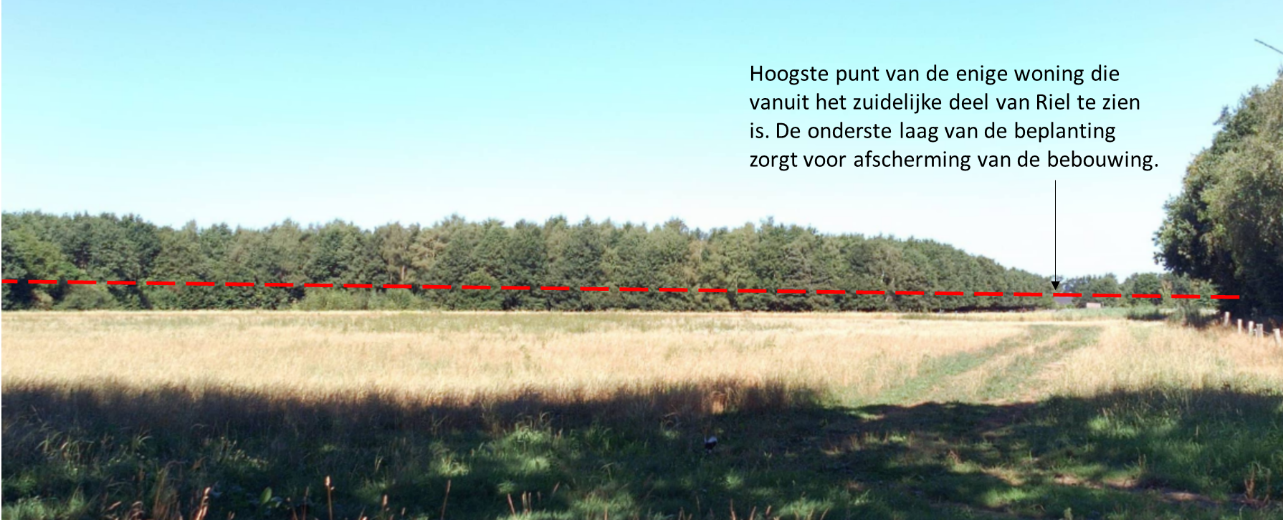 Hoogste punt van de enige woning die
vanuit het zuidelijke deel van Riel te zien
is. De onderste laag van de beplanting
zorgt voor afscherming van de bebouwing.